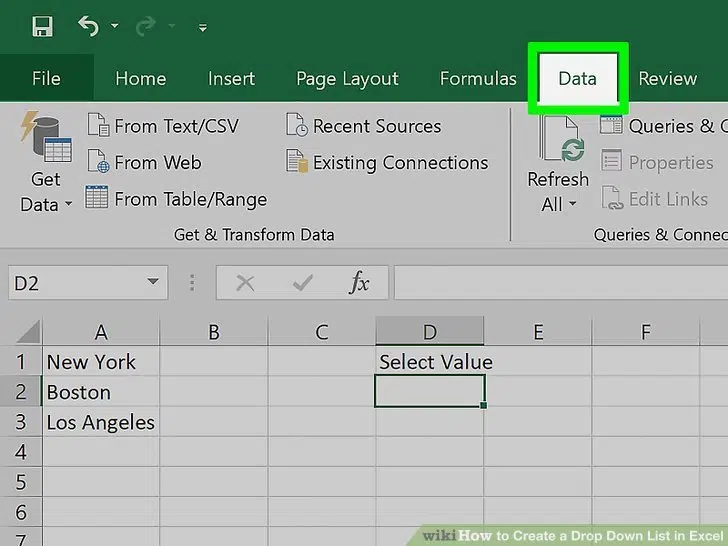 File Home Insert Page Layout Formulas Data Review
From Text/CSV Recent Sources Queries & C
From Web Existing Connections Properties
Get Data From Table/Range Refresh All Edit Links
Get & Transform Data Queries & Connec
D2 fx
A B C D E F
1 New York Select Value
2 Boston
3 Los Angeles
4
5
6
7
wikiHow to Create a Drop Down List in Excel